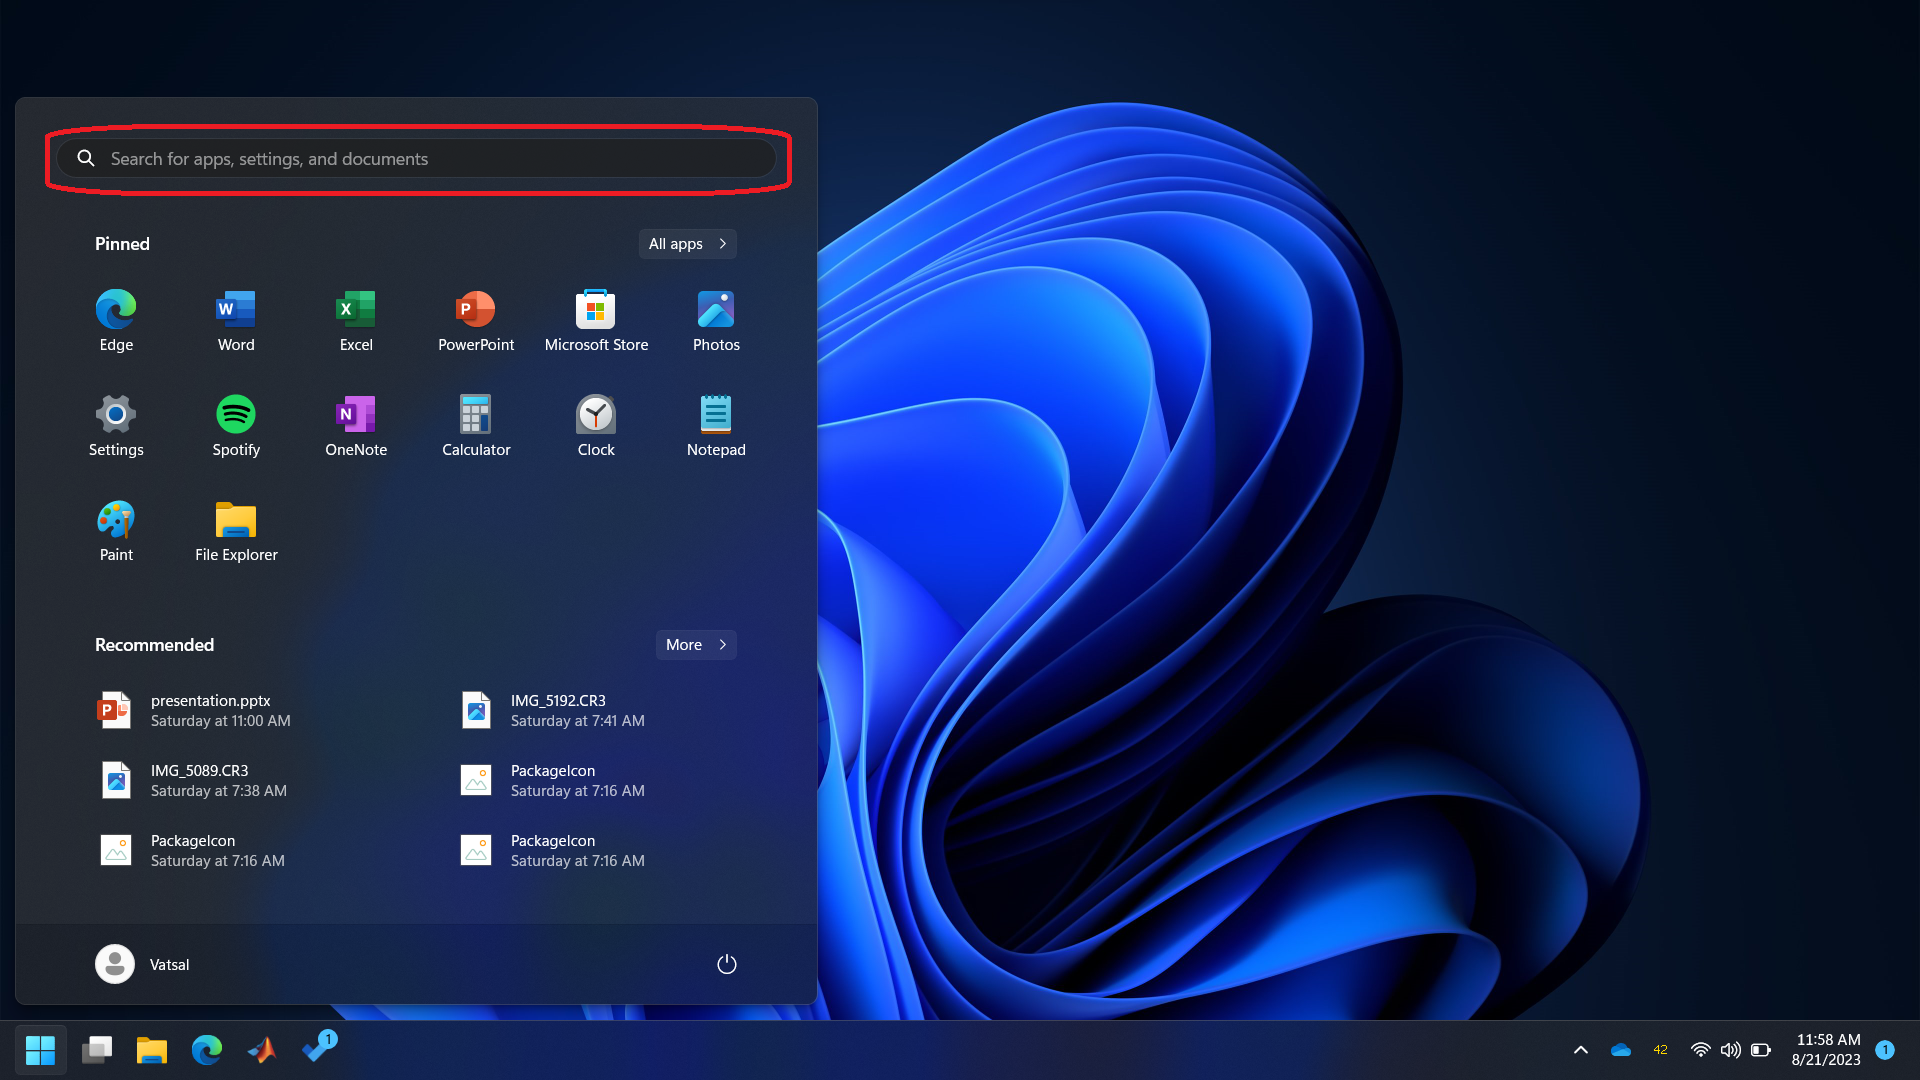 Search for apps, settings, and documents
Pinned
All apps
Edge
Word
Excel
PowerPoint
Microsoft Store
Photos
Settings
Spotify
OneNote
Calculator
Clock
Notepad
Paint
File Explorer
Recommended
More
presentation.pptx
Saturday at 11:00 AM
IMG_5192.CR3
Saturday at 7:41 AM
IMG_5089.CR3
Saturday at 7:38 AM
PackageIcon
Saturday at 7:16 AM
PackageIcon
Saturday at 7:16 AM
PackageIcon
Saturday at 7:16 AM
Vatsal
1
42
11:58 AM
8/21/2023
1